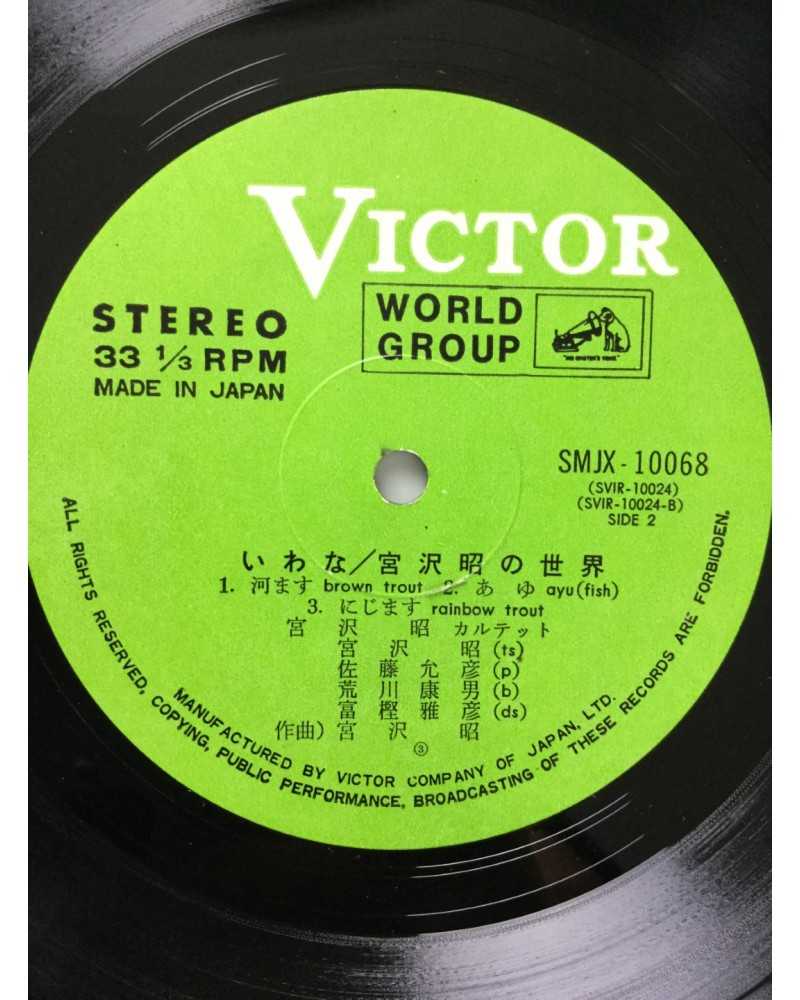 VICTOR
WORLD
GROUP
"HIS MASTER'S VOICE"
STEREO
33 1/3 RPM
MADE IN JAPAN
SMJX-10068
(SVIR-10024)
(SVIR-10024-B)
SIDE 2
いわな/宮沢昭の世界
1. 河ます brown trout 2. あゆ ayu(fish)
3. にじます rainbow trout
宮沢昭カルテット
宮沢昭(ts)
佐藤允彦(p)
荒川康男(b)
富樫雅彦(ds)
作曲)宮沢昭
③
MANUFACTURED BY VICTOR COMPANY OF JAPAN, LTD.
ALL RIGHTS RESERVED, COPYING, PUBLIC PERFORMANCE, BROADCASTING OF THESE RECORDS ARE FORBIDDEN.